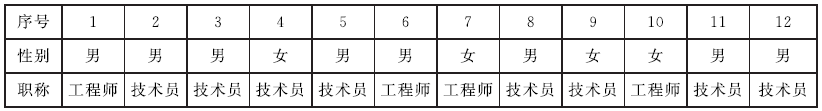 序号 1 2 3 4 5 6 7 8 9 10 11 12
性别 男 男 男 女 男 男 女 男 女 女 男 男
职称 工程师 技术员 技术员 技术员 技术员 工程师 工程师 技术员 技术员 工程师 技术员 技术员